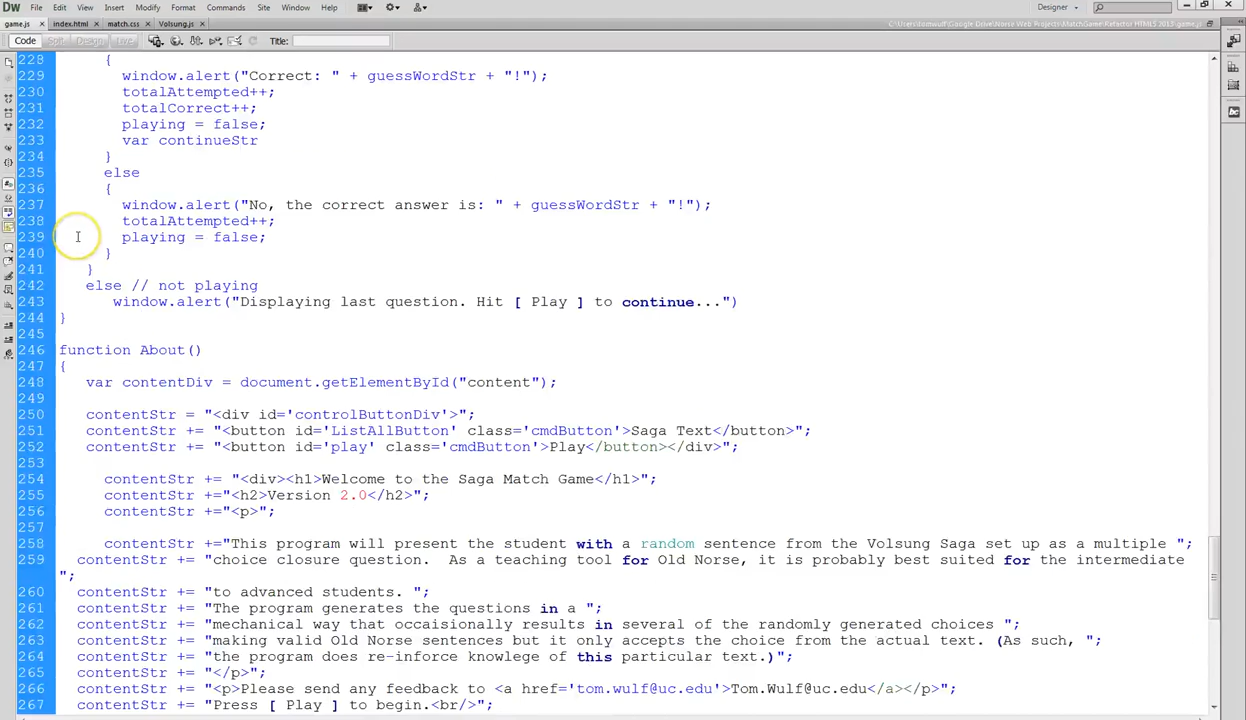 Dw File Edit View Insert Modify Format Commands Site Window Help Designer
game.js × index.html × match.css × Volsung.js ×
Code Split Design Live Title:
228 {
229 window.alert("Correct: " + guessWordStr + "!");
230 totalAttempted++;
231 totalCorrect++;
232 playing = false;
233 var continueStr
234 }
235 else
236 {
237 window.alert("No, the correct answer is: " + guessWordStr + "!");
238 totalAttempted++;
239 playing = false;
240 }
241 }
242 else // not playing
243 window.alert("Displaying last question. Hit [ Play ] to continue...")
244 }
245
246 function About()
247 {
248 var contentDiv = document.getElementById("content");
249
250 contentStr = "<div id='controlButtonDiv'>";
251 contentStr += "<button id='ListAllButton' class='cmdButton'>Saga Text</button>";
252 contentStr += "<button id='play' class='cmdButton'>Play</button></div>";
253
254 contentStr += "<div><h1>Welcome to the Saga Match Game</h1>";
255 contentStr +="<h2>Version 2.0</h2>";
256 contentStr +="<p>";
257
258 contentStr +="This program will present the student with a random sentence from the Volsung Saga set up as a multiple ";
259 contentStr += "choice closure question.  As a teaching tool for Old Norse, it is probably best suited for the intermediate
";
260 contentStr += "to advanced students. ";
261 contentStr += "The program generates the questions in a ";
262 contentStr += "mechanical way that occaisionally results in several of the randomly generated choices ";
263 contentStr += "making valid Old Norse sentences but it only accepts the choice from the actual text. (As such, ";
264 contentStr += "the program does re-inforce knowlege of this particular text.)";
265 contentStr += "</p>";
266 contentStr += "<p>Please send any feedback to <a href='tom.wulf@uc.edu'>Tom.Wulf@uc.edu</a></p>";
267 contentStr += "Press [ Play ] to begin.<br/>";